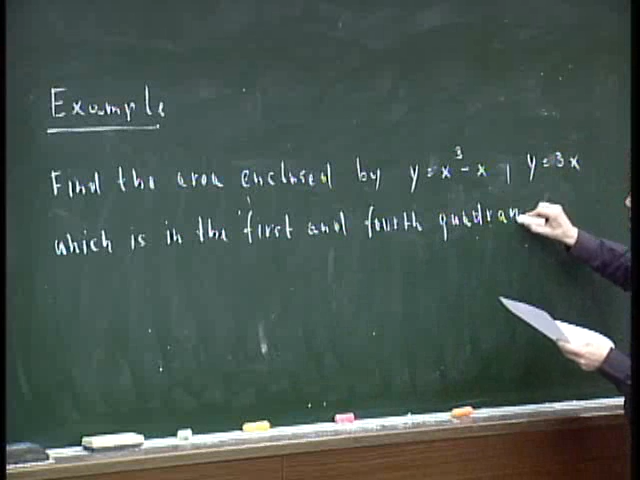 Example
Find the area enclosed by y = x³ - x , y = 3x
which is in the first and fourth quadran